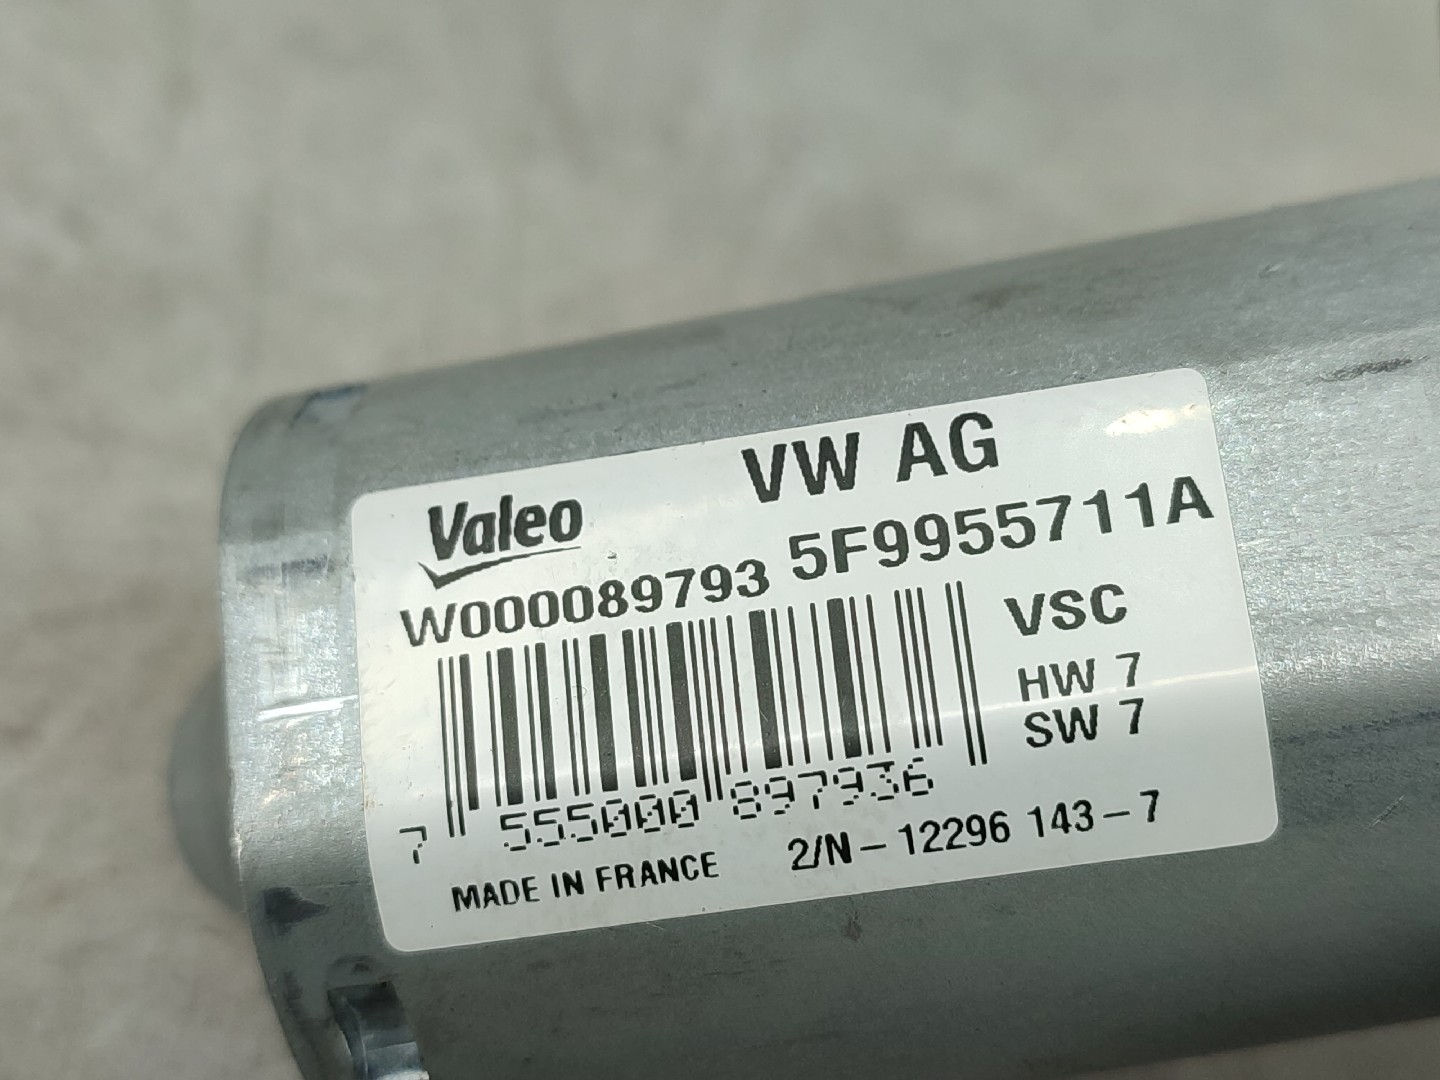 Valeo
VW AG
W000089793 5F9955711A
VSC
HW 7
SW 7
7 555000 897936
MADE IN FRANCE 2/N - 12296 143 - 7